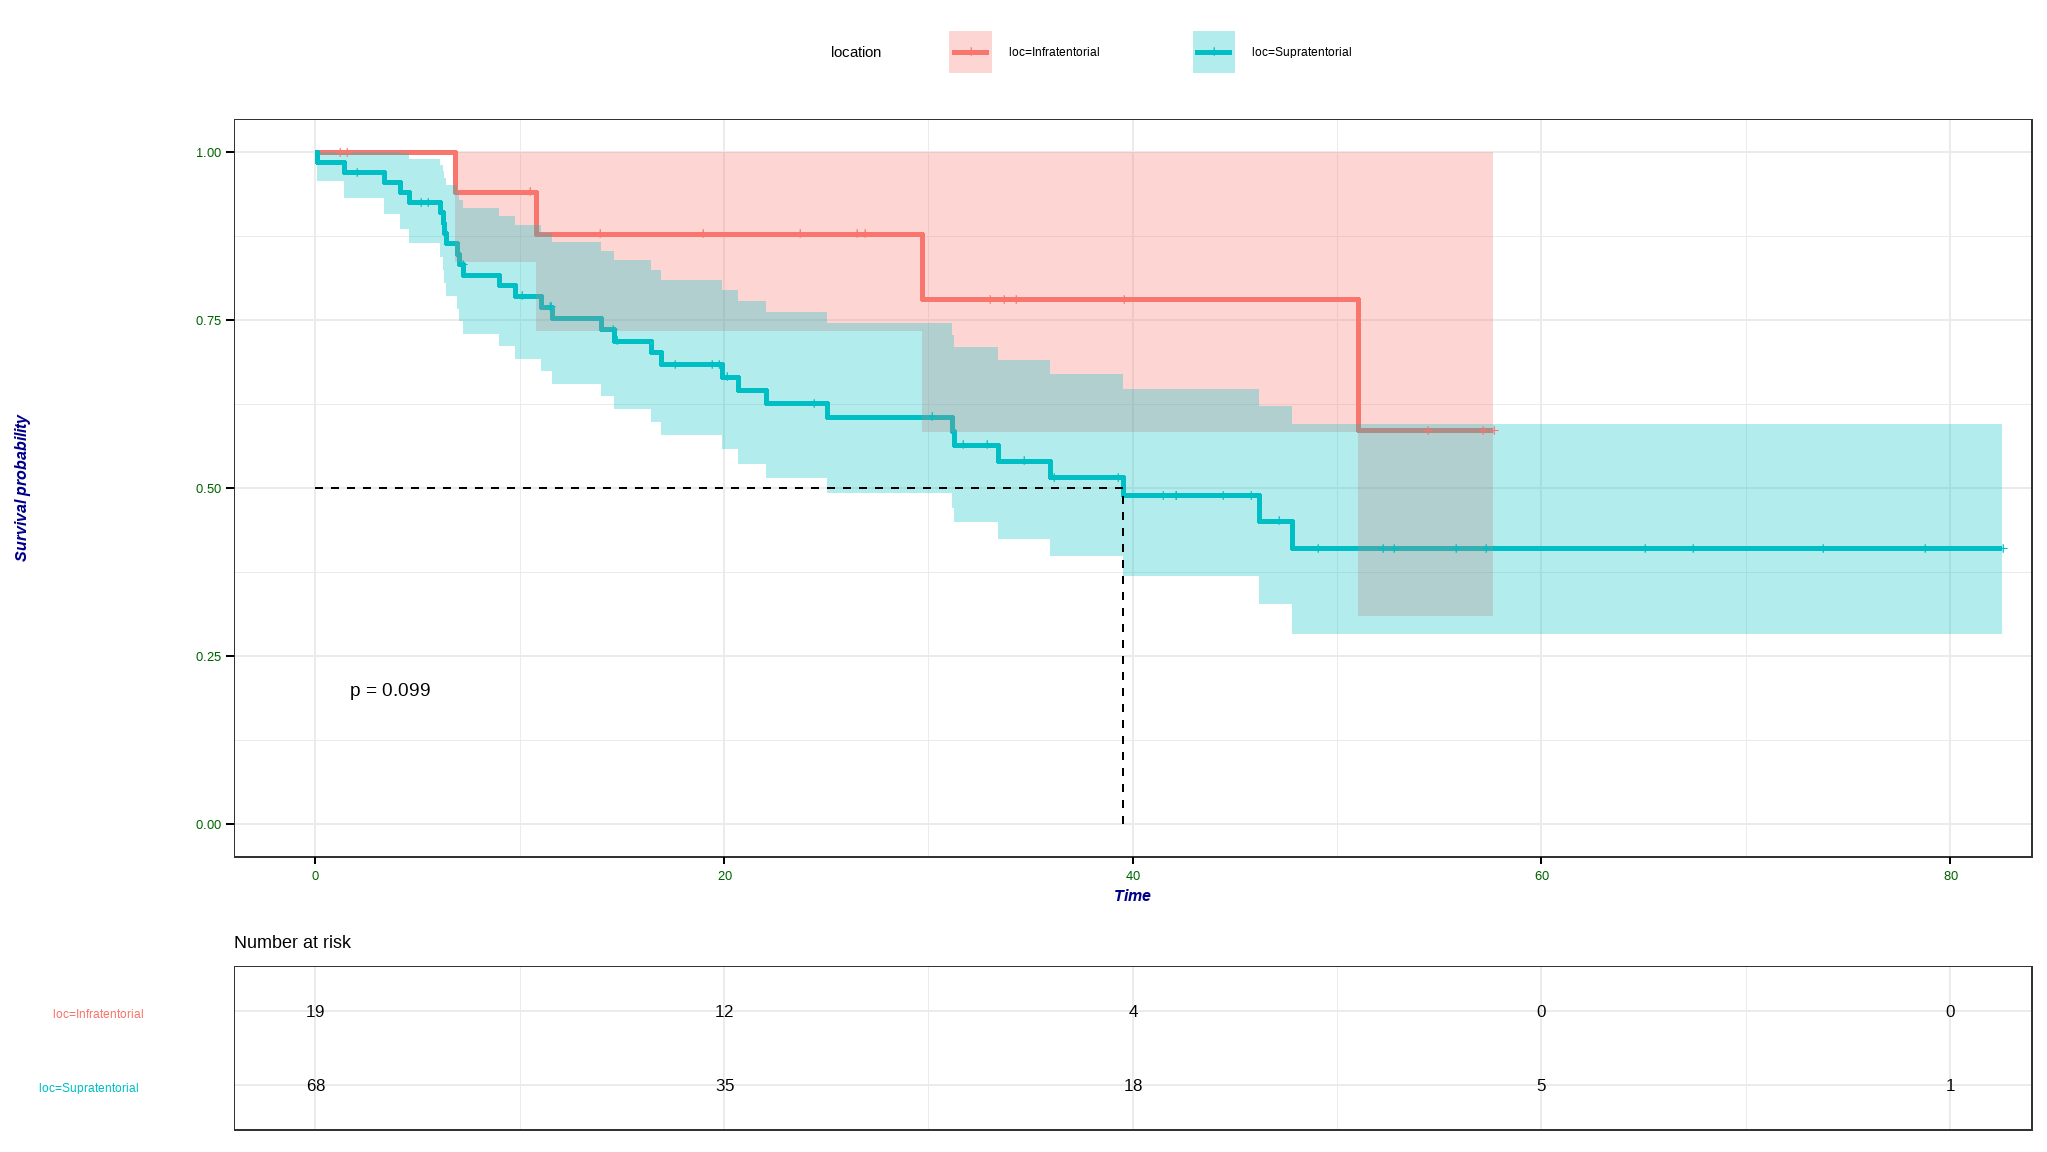 location loc=Infratentorial loc=Supratentorial
1.00
0.75
0.50
0.25
0.00
Survival probability
p = 0.099
0 20 40 60 80
Time
Number at risk
loc=Infratentorial 19 12 4 0 0
loc=Supratentorial 68 35 18 5 1